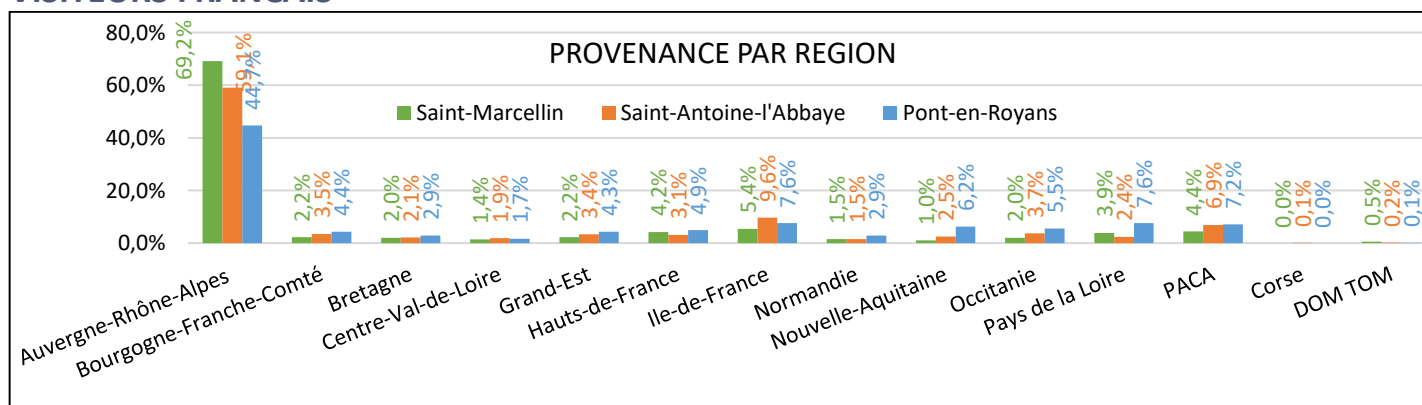 VISITEURS FRANCAIS
PROVENANCE PAR REGION
Saint-Marcellin Saint-Antoine-l'Abbaye Pont-en-Royans
80,0%
60,0%
40,0%
20,0%
0,0%
69,2% 59,1% 44,7%
2,2% 3,5% 4,4%
2,0% 2,1% 2,9%
1,4% 1,9% 1,7%
2,2% 3,4% 4,3%
4,2% 3,1% 4,9%
5,4% 9,6% 7,6%
1,5% 1,5% 2,9%
1,0% 2,5% 6,2%
2,0% 3,7% 5,5%
3,9% 2,4% 7,6%
4,4% 6,9% 7,2%
0,0% 0,1% 0,0%
0,5% 0,2% 0,1%
Auvergne-Rhône-Alpes
Bourgogne-Franche-Comté
Bretagne
Centre-Val-de-Loire
Grand-Est
Hauts-de-France
Ile-de-France
Normandie
Nouvelle-Aquitaine
Occitanie
Pays de la Loire
PACA
Corse
DOM TOM